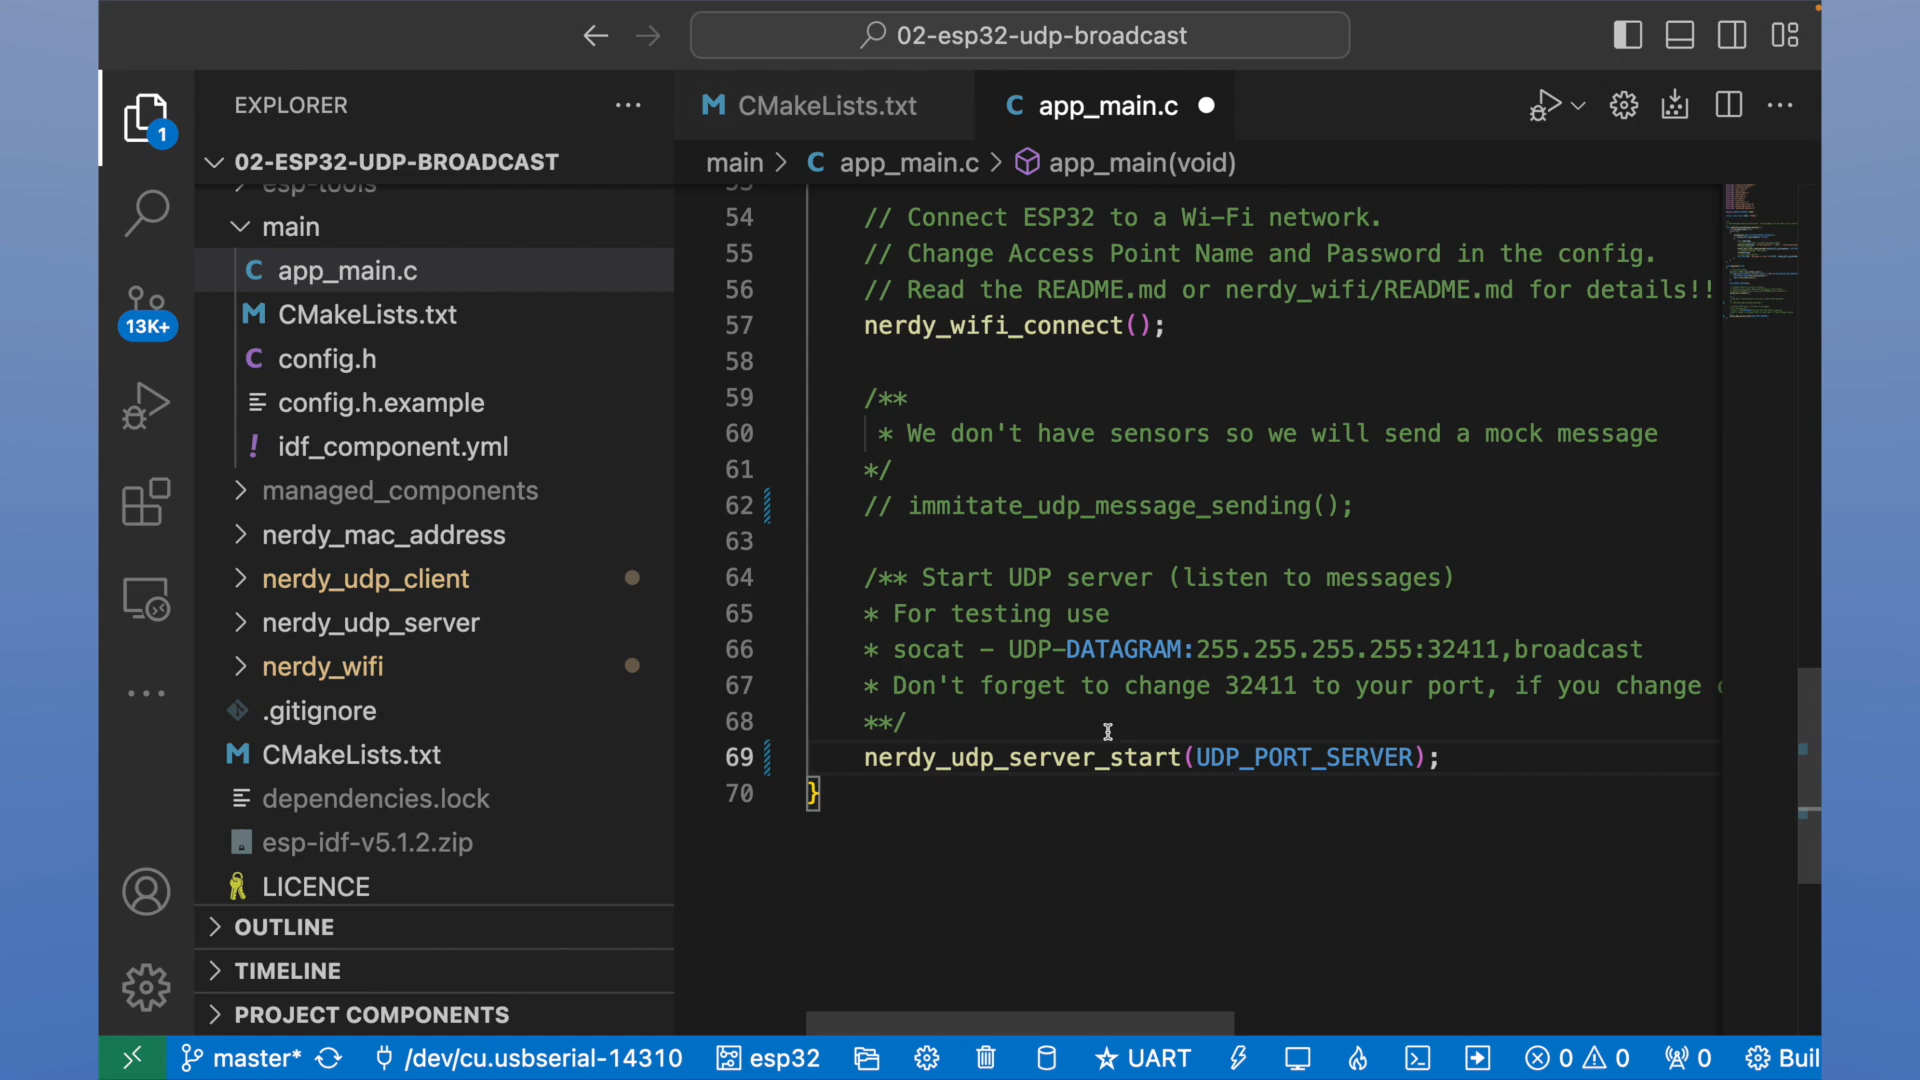 02-esp32-udp-broadcast
EXPLORER
CMakeLists.txt
app_main.c
1
02-ESP32-UDP-BROADCAST
main > C app_main.c > app_main(void)
esp-tools
main
app_main.c
CMakeLists.txt
config.h
config.h.example
idf_component.yml
managed_components
nerdy_mac_address
nerdy_udp_client
nerdy_udp_server
nerdy_wifi
.gitignore
CMakeLists.txt
dependencies.lock
esp-idf-v5.1.2.zip
LICENCE
OUTLINE
TIMELINE
PROJECT COMPONENTS
13K+
53
54 // Connect ESP32 to a Wi-Fi network.
55 // Change Access Point Name and Password in the config.
56 // Read the README.md or nerdy_wifi/README.md for details!!
57 nerdy_wifi_connect();
58
59 /**
60 * We don't have sensors so we will send a mock message
61 */
62 // immitate_udp_message_sending();
63
64 /** Start UDP server (listen to messages)
65 * For testing use
66 * socat - UDP-DATAGRAM:255.255.255.255:32411,broadcast
67 * Don't forget to change 32411 to your port, if you change
68 **/
69 nerdy_udp_server_start(UDP_PORT_SERVER);
70 }
master* /dev/cu.usbserial-14310 esp32 UART 0 0 0 Buil